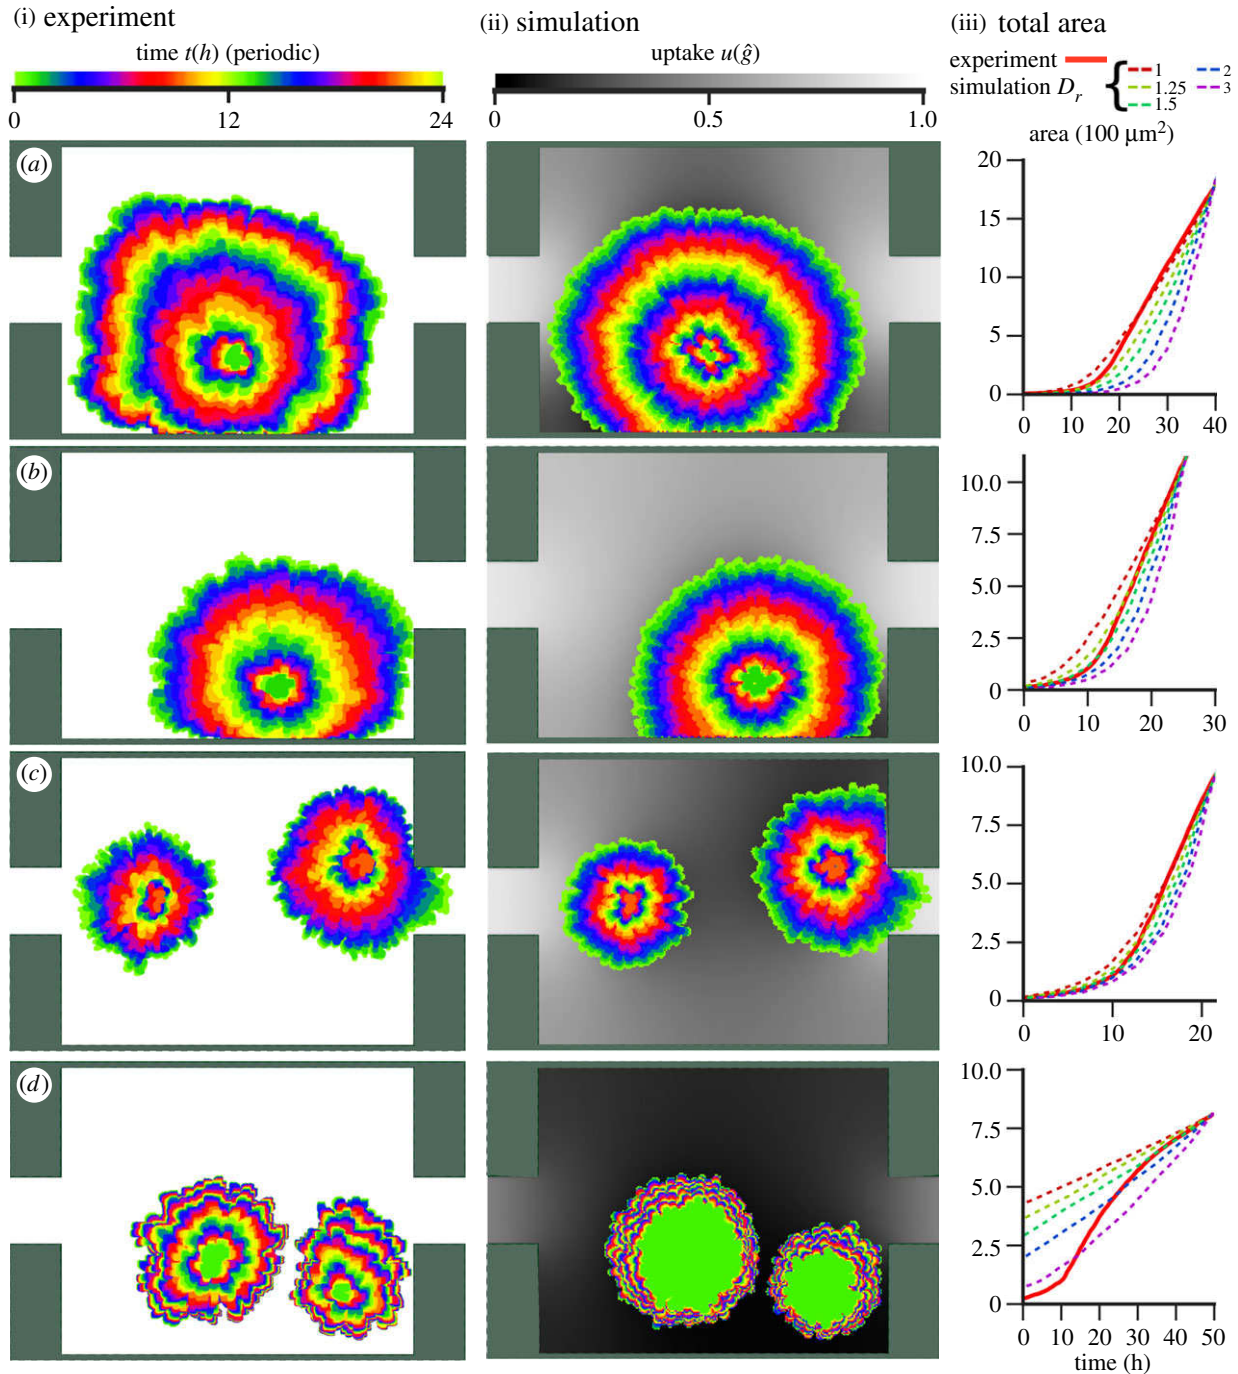 (i) experiment
(ii) simulation
(iii) total area
time t(h) (periodic)
0 12 24
uptake u(ĝ)
0 0.5 1.0
experiment
simulation D_r { 1 2
1.25 3
1.5
area (100 µm²)
(a)
20
15
10
5
0
0 10 20 30 40
(b)
10.0
7.5
5.0
2.5
0
0 10 20 30
(c)
10.0
7.5
5.0
2.5
0
0 10 20
(d)
10.0
7.5
5.0
2.5
0
0 10 20 30 40 50
time (h)